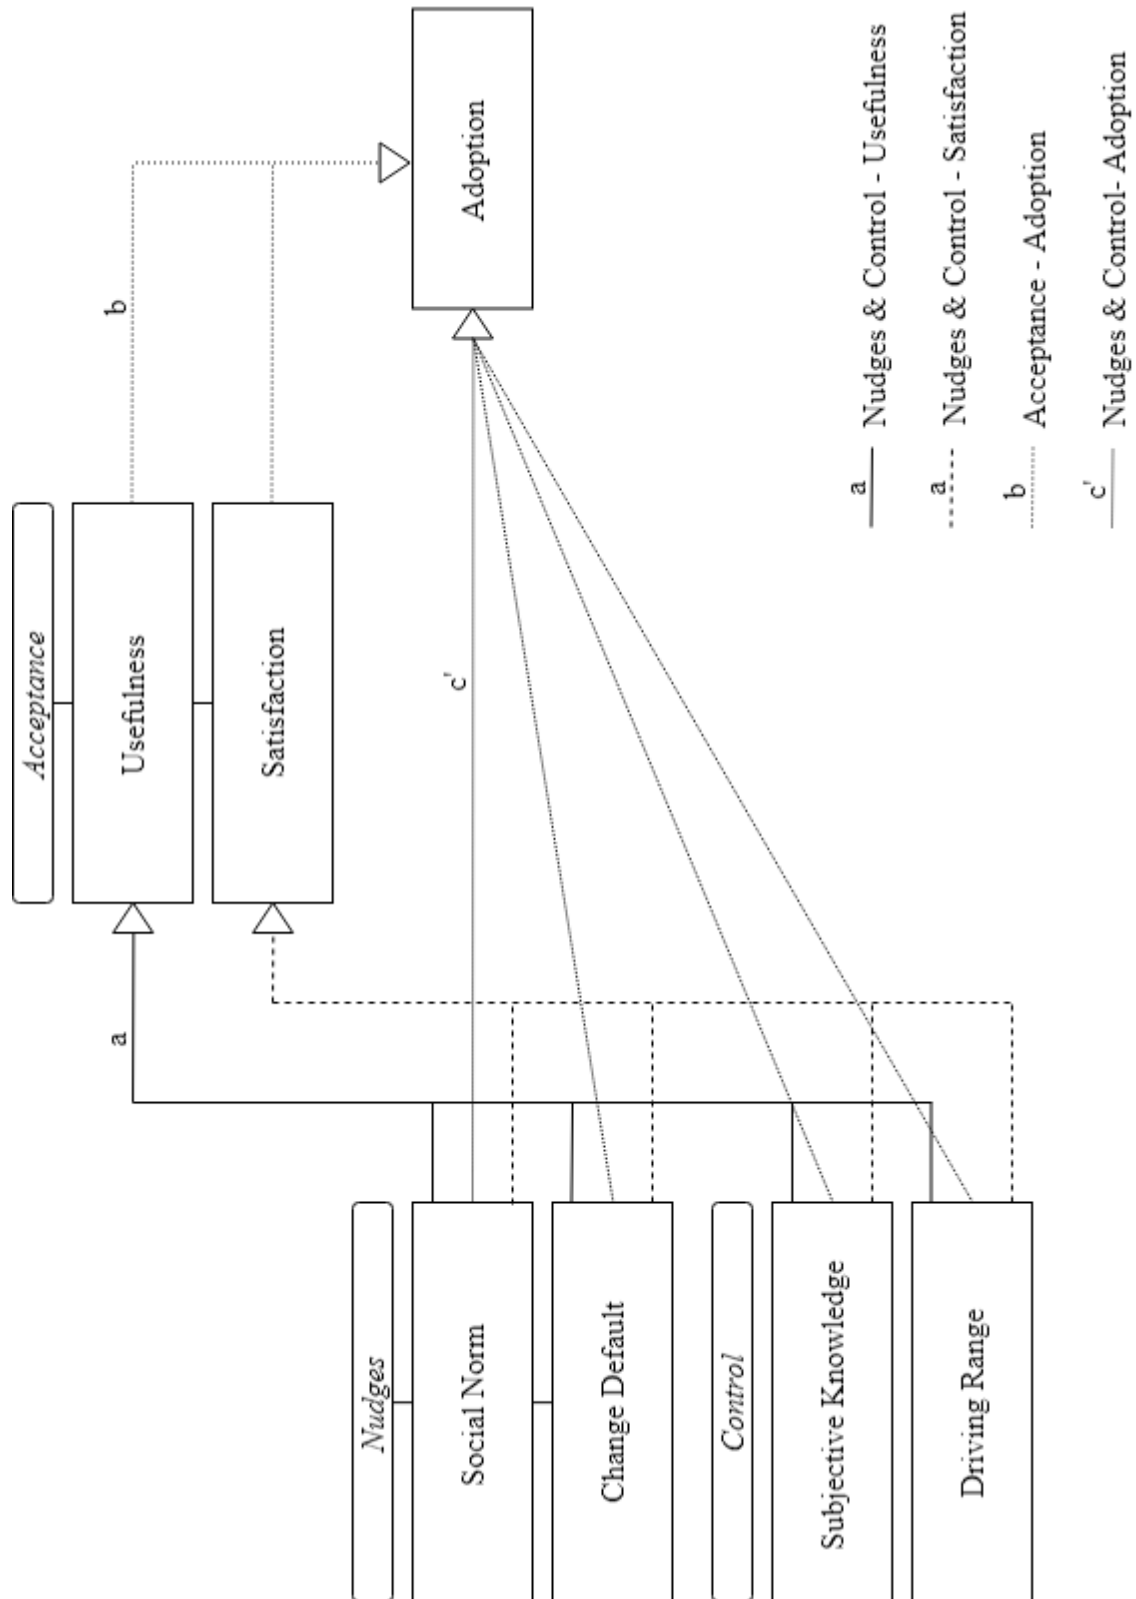 Acceptance
Usefulness
Satisfaction
a
b
Nudges
Social Norm
Change Default
c'
Adoption
Control
Subjective Knowledge
Driving Range
a Nudges & Control - Usefulness
a Nudges & Control - Satisfaction
b Acceptance - Adoption
c' Nudges & Control- Adoption